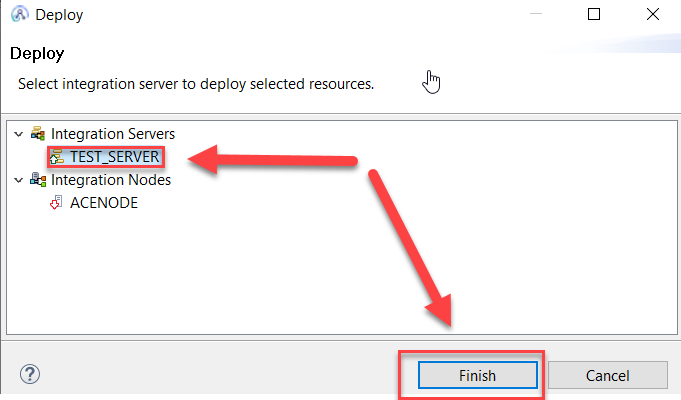 Deploy
Deploy
Select integration server to deploy selected resources.
Integration Servers
TEST_SERVER
Integration Nodes
ACENODE
?
Finish
Cancel